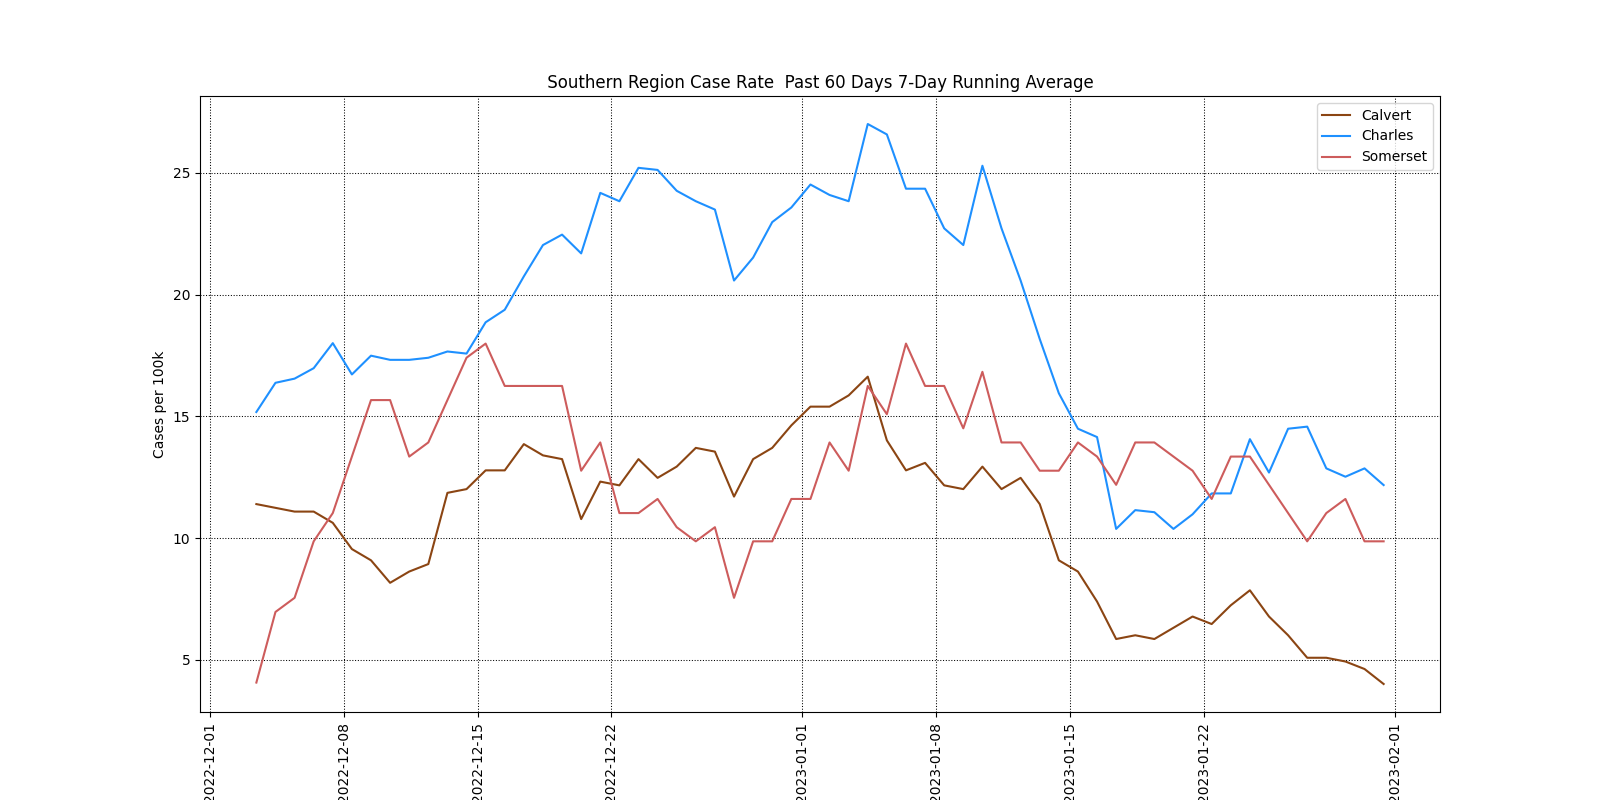 Southern Region Case Rate  Past 60 Days 7-Day Running Average
Calvert
Charles
Somerset
Cases per 100k
25
20
15
10
5
2022-12-01
2022-12-08
2022-12-15
2022-12-22
2023-01-01
2023-01-08
2023-01-15
2023-01-22
2023-02-01